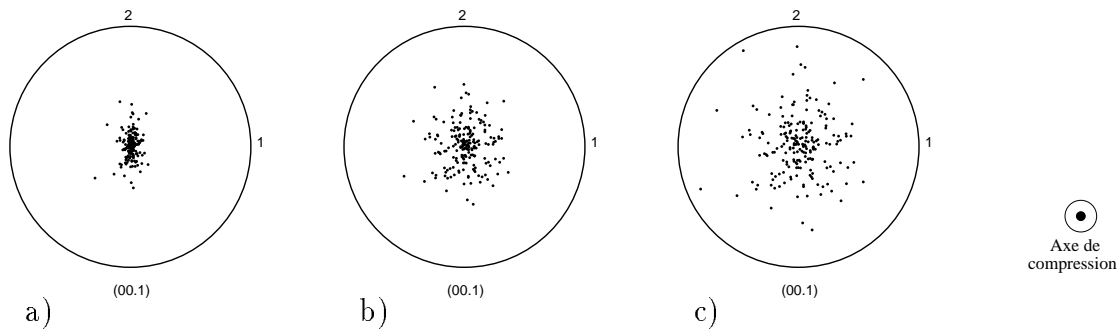 2
1
(00.1)
a)
2
1
(00.1)
b)
2
1
(00.1)
c)
Axe de
compression